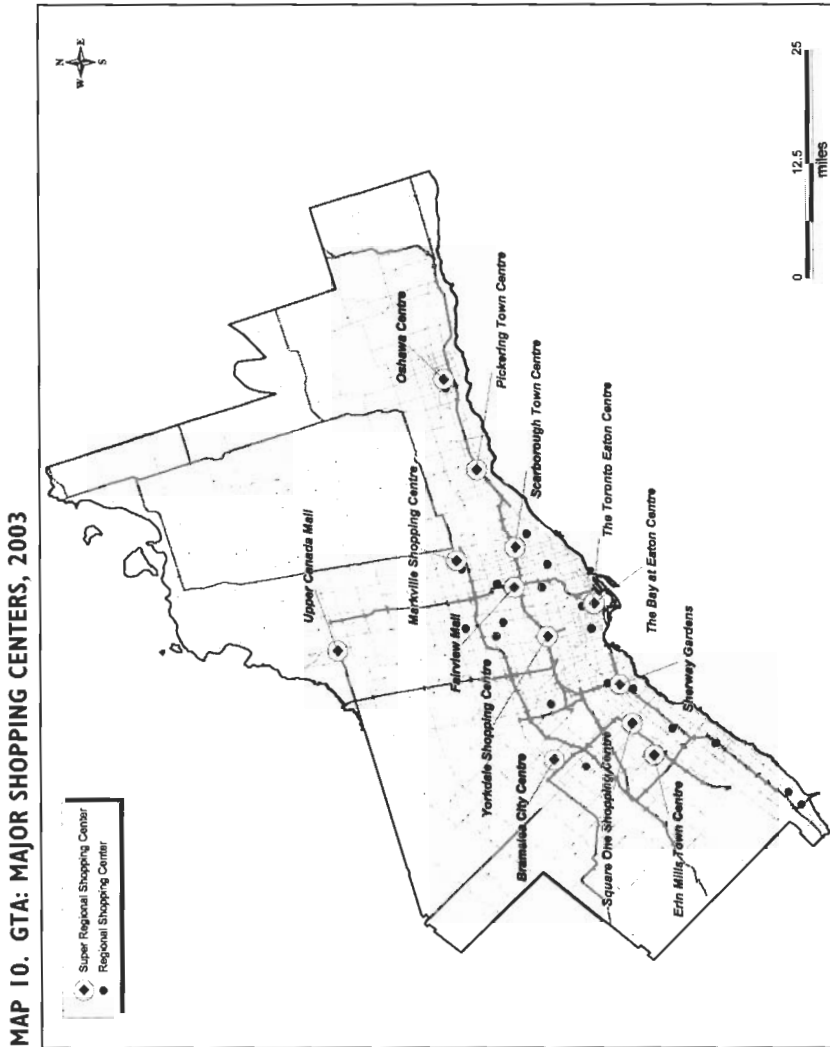 MAP 10. GTA: MAJOR SHOPPING CENTERS, 2003
Super Regional Shopping Center
Regional Shopping Center
N
W
E
S
Upper Canada Mall
Markville Shopping Centre
Oshawa Centre
Fairview Mall
Pickering Town Centre
Yorkdale Shopping Centre
Scarborough Town Centre
Bramalea City Centre
The Toronto Eaton Centre
Square One Shopping Centre
The Bay at Eaton Centre
Erin Mills Town Centre
Sherway Gardens
0
12.5
25
miles